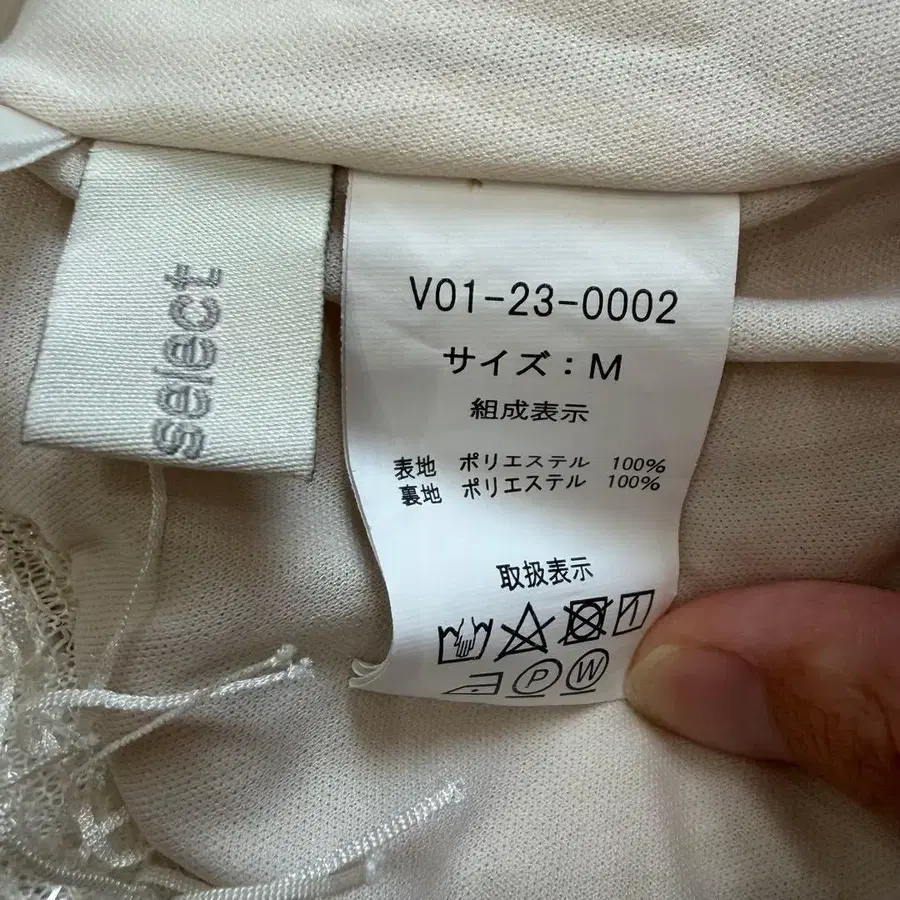 select
V01-23-0002
サイズ：M
組成表示
表地 ポリエステル 100%
裏地 ポリエステル 100%
取扱表示
P W